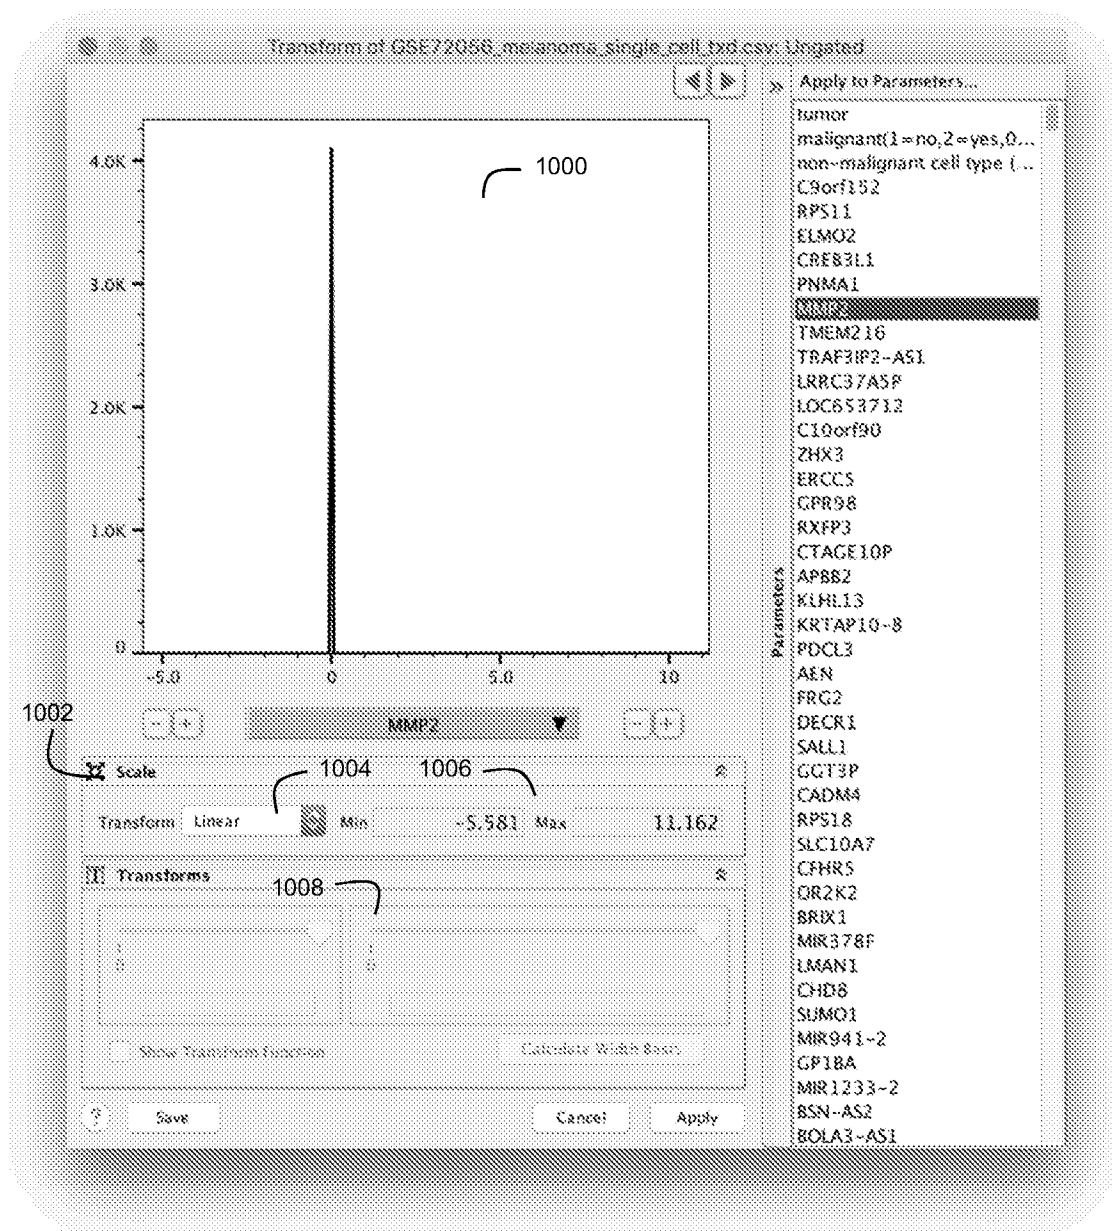 Transform of GSE72056_melanoma_single_cell_txd.csv: Ungated
4.0K
3.0K
2.0K
1.0K
0
-5.0 0 5.0 10
1000
- + MMP2 - +
1002
Scale
1004 1006
Transform Linear Min -5.581 Max 11.162
T Transforms
1008
1
0
1
0
Show Transform Function Calculate Width Basis
? Save Cancel Apply
Parameters
Apply to Parameters...
tumor
malignant(1=no,2=yes,0...
non-malignant cell type (...
C9orf152
RPS11
ELMO2
CREB3L1
PNMA1
MMP2
TMEM216
TRAF3IP2-AS1
LRRC37A5P
LOC653712
C10orf90
ZHX3
ERCC5
GPR98
RXFP3
CTAGE10P
APBB2
KLHL13
KRTAP10-8
PDCL3
AEN
FRG2
DECR1
SALL1
GGT3P
CADM4
RPS18
SLC10A7
CFHR5
OR2K2
BRIX1
MIR378F
LMAN1
CHD8
SUMO1
MIR941-2
GP1BA
MIR1233-2
BSN-AS2
BOLA3-AS1